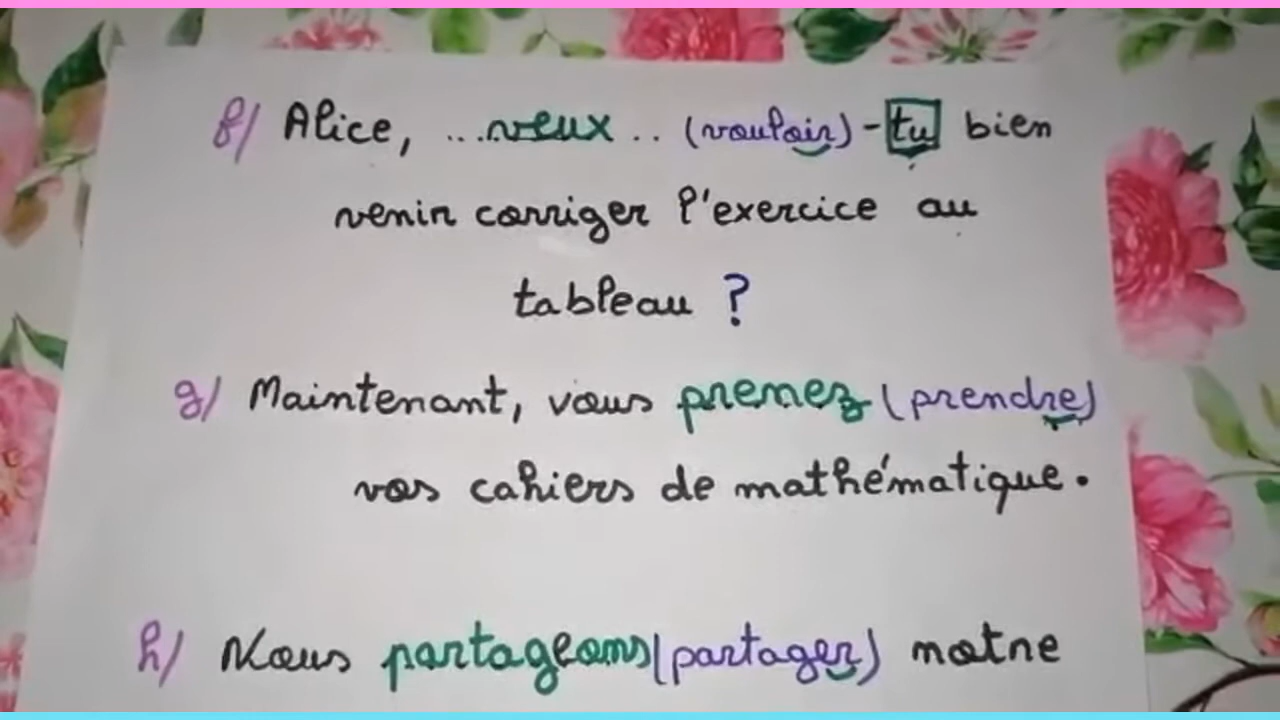 f/ Alice, ...veux.. (vouloir)-tu bien
venir corriger l'exercice au
tableau ?
g/ Maintenant, vous prenez (prendre)
vos cahiers de mathématique.
h/ Nous partageons (partager) notre